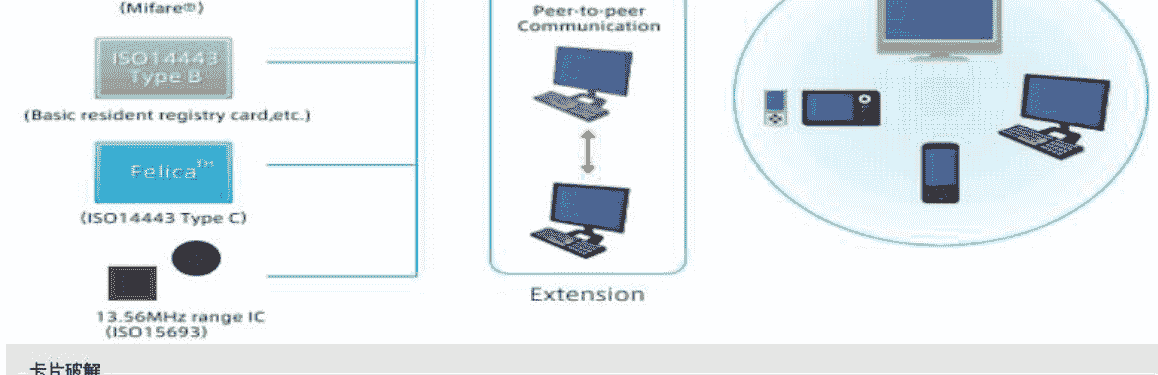 (Mifare®)
ISO14443
Type B
(Basic resident registry card,etc.)
Felica™
(ISO14443 Type C)
13.56MHz range IC
(ISO15693)
Peer-to-peer
Communication
Extension
卡片破解